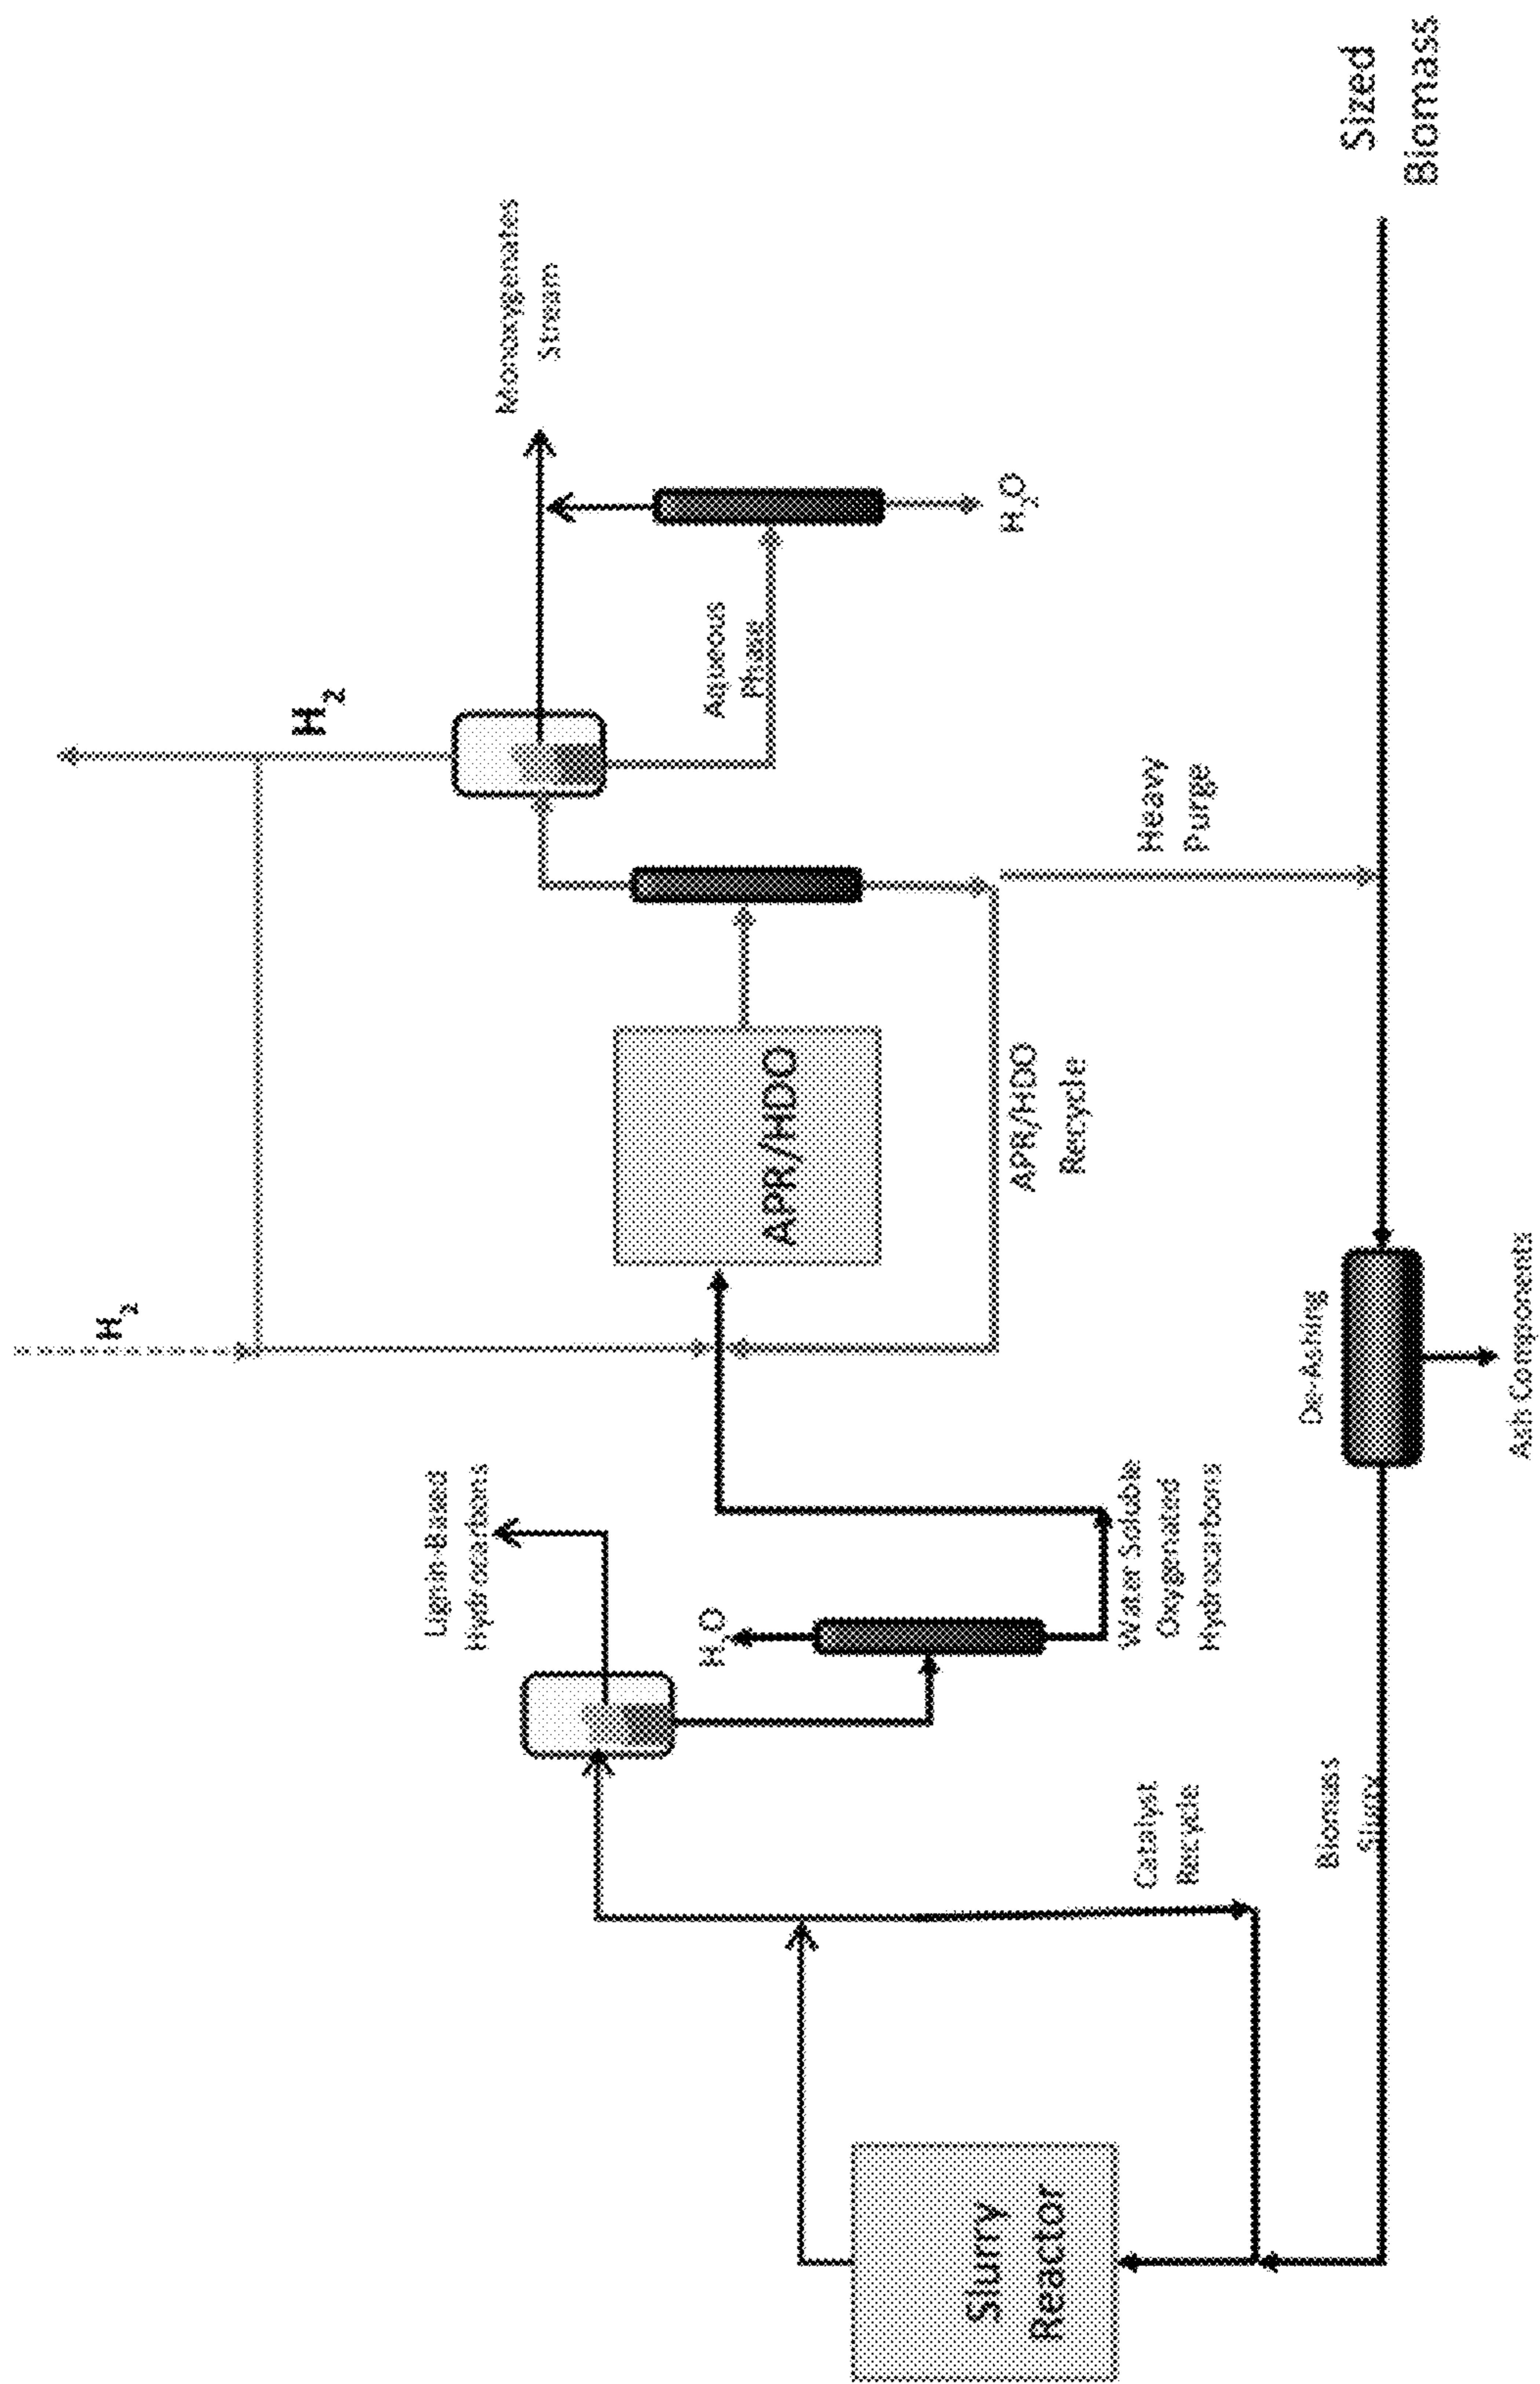 H₂
H₂
Lignin-Based
Hydrocarbons
Monoxygenates
Stream
H₂O
Aqueous
Phase
APR/HDO
Slurry
Reactor
H₂O
APR/HDO
Recycle
Catalyst
Recycle
Water Soluble
Oxygenated
Hydrocarbons
Heavy
Purge
De-Ashing
Biomass
Slurry
Sized
Biomass
Ash Components